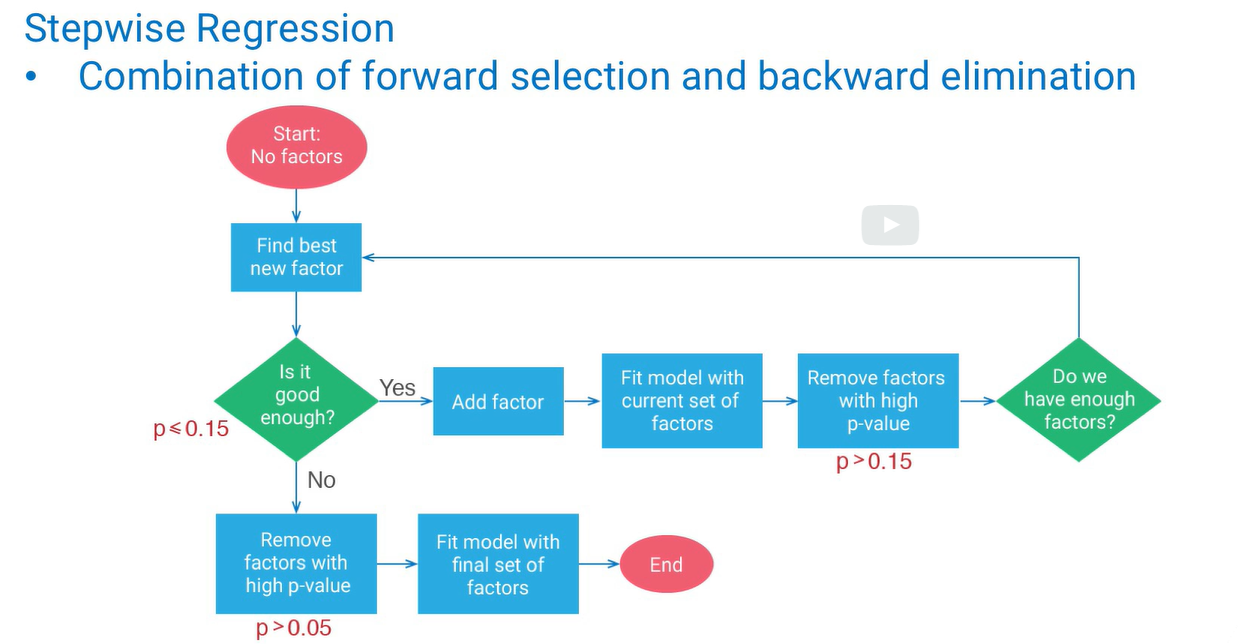 Stepwise Regression
• Combination of forward selection and backward elimination
Start:
No factors
Find best
new factor
Is it
good
enough?
p≤0.15
Yes
Add factor
Fit model with
current set of
factors
Remove factors
with high
p-value
p>0.15
Do we
have enough
factors?
No
Remove
factors with
high p-value
p>0.05
Fit model with
final set of
factors
End